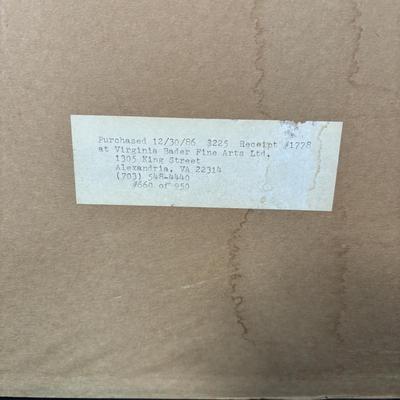 Purchased 12/30/86 $225 Receipt #1778
at Virginia Bader Fine Arts Ltd.
1305 King Street
Alexandria, VA 22314
(703) 548-4440
#660 of 950